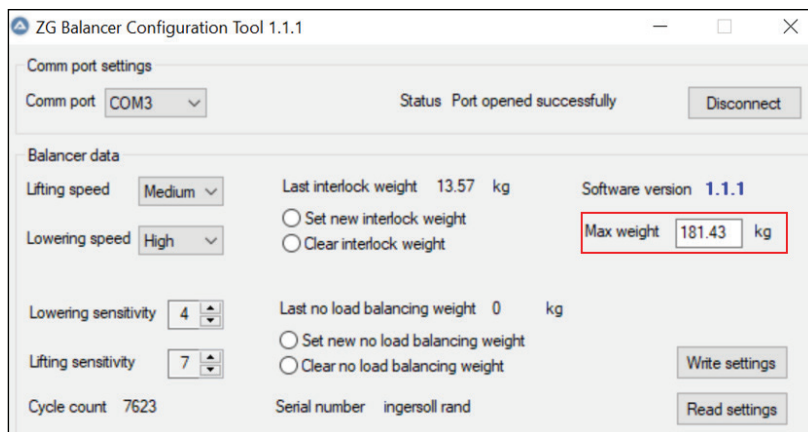 ZG Balancer Configuration Tool 1.1.1
Comm port settings
Comm port COM3 Status Port opened successfully Disconnect
Balancer data
Lifting speed Medium Last interlock weight 13.57 kg Software version 1.1.1
Set new interlock weight
Lowering speed High Clear interlock weight Max weight 181.43 kg
Lowering sensitivity 4 Last no load balancing weight 0 kg
Set new no load balancing weight
Lifting sensitivity 7 Clear no load balancing weight Write settings
Cycle count 7623 Serial number ingersoll rand Read settings